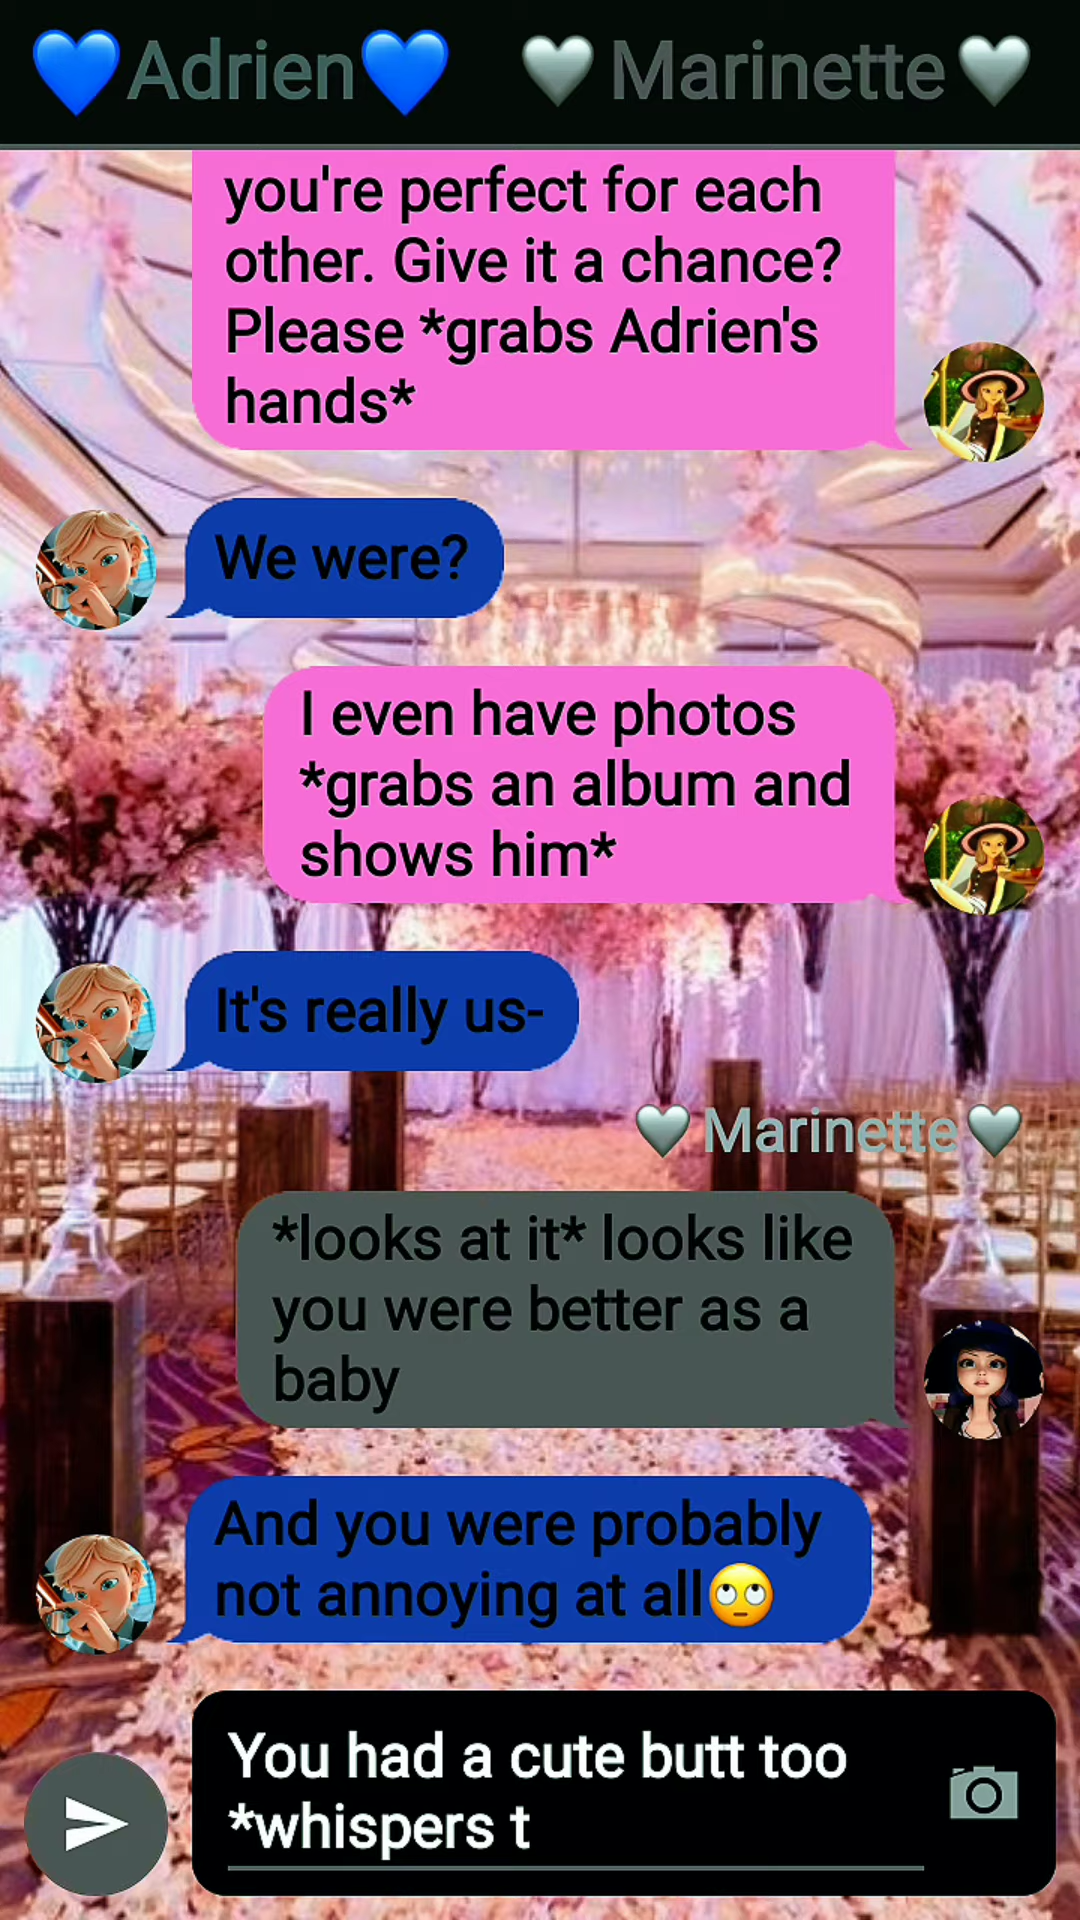 💙Adrien💙 🩶Marinette🩶
you're perfect for each
other. Give it a chance?
Please *grabs Adrien's
hands*
We were?
I even have photos
*grabs an album and
shows him*
It's really us-
🩶Marinette🩶
*looks at it* looks like
you were better as a
baby
And you were probably
not annoying at all🙄
You had a cute butt too
*whispers t